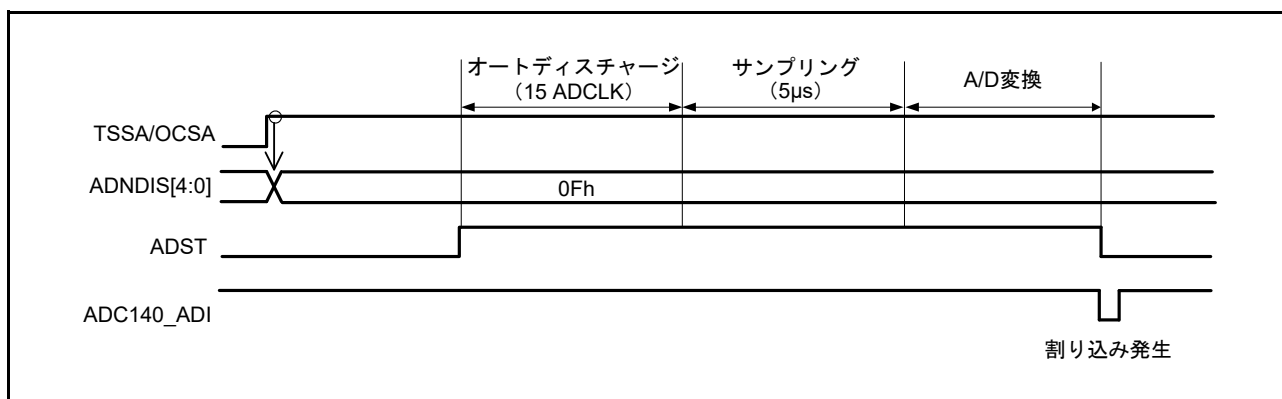 オートディスチャージ
（15 ADCLK）
サンプリング
（5µs）
A/D変換
TSSA/OCSA
ADNDIS[4:0]
0Fh
ADST
ADC140_ADI
割り込み発生